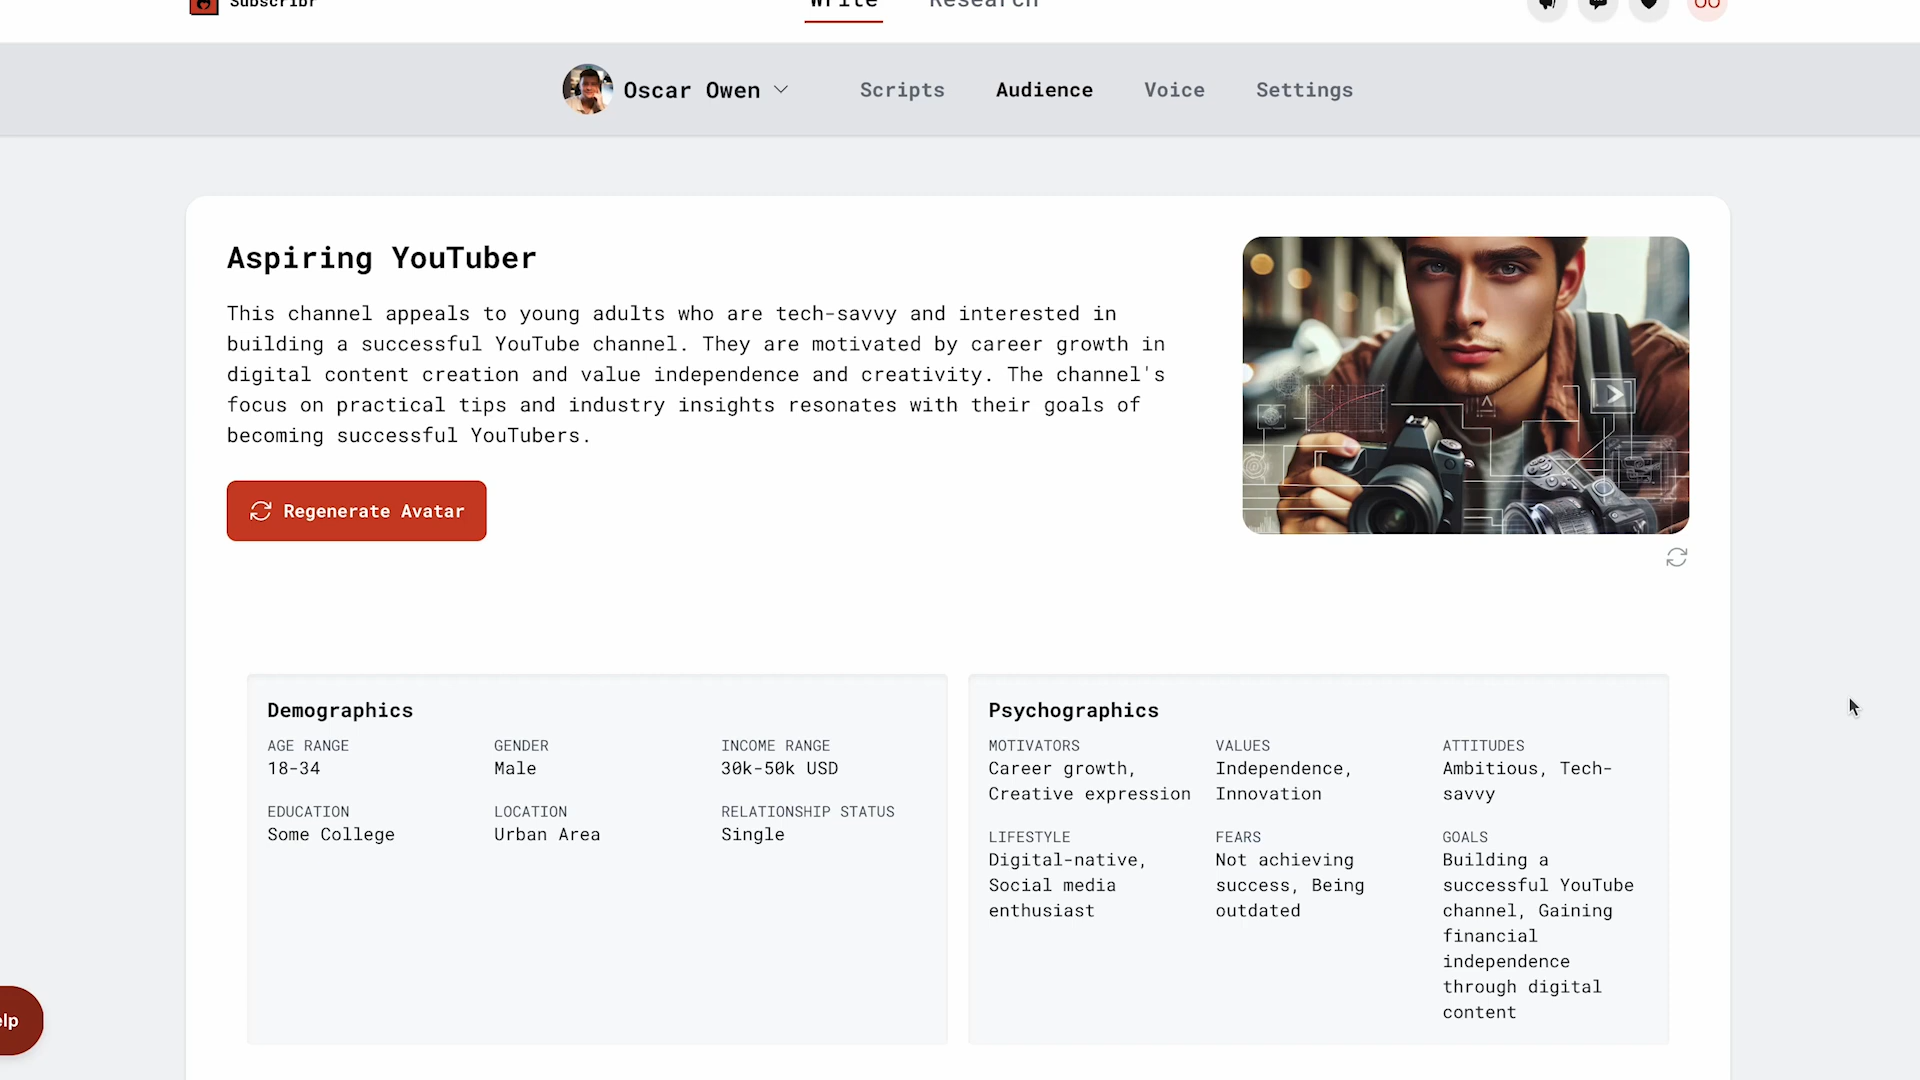 Subscribr
Write Research
OO
Oscar Owen
Scripts Audience Voice Settings
Aspiring YouTuber
This channel appeals to young adults who are tech-savvy and interested in
building a successful YouTube channel. They are motivated by career growth in
digital content creation and value independence and creativity. The channel's
focus on practical tips and industry insights resonates with their goals of
becoming successful YouTubers.
Regenerate Avatar
Demographics
AGE RANGE GENDER INCOME RANGE
18-34 Male 30k-50k USD
EDUCATION LOCATION RELATIONSHIP STATUS
Some College Urban Area Single
Psychographics
MOTIVATORS VALUES ATTITUDES
Career growth, Independence, Ambitious, Tech-
Creative expression Innovation savvy
LIFESTYLE FEARS GOALS
Digital-native, Not achieving Building a
Social media success, Being successful YouTube
enthusiast outdated channel, Gaining
financial
independence
through digital
content
elp